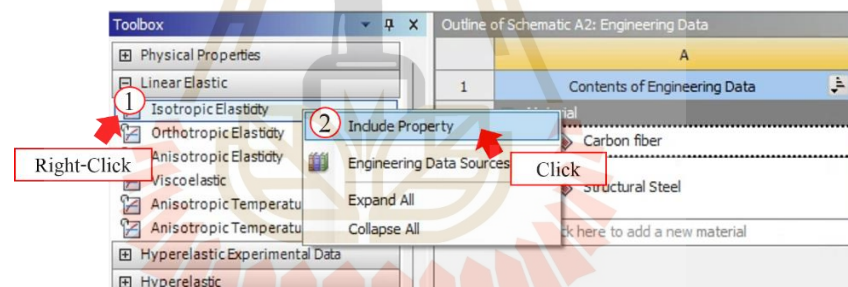 Toolbox
Outline of Schematic A2: Engineering Data
Physical Properties
A
Linear Elastic
1
Contents of Engineering Data
1
Isotropic Elasticity
2
Include Property
Orthotropic Elasticity
Carbon fiber
Right-Click
Anisotropic Elasticity
Engineering Data Sources
Click
Viscoelastic
Structural Steel
Anisotropic Temperatu
Expand All
Anisotropic Temperatu
Collapse All
ck here to add a new material
Hyperelastic Experimental Data
Hyperelastic